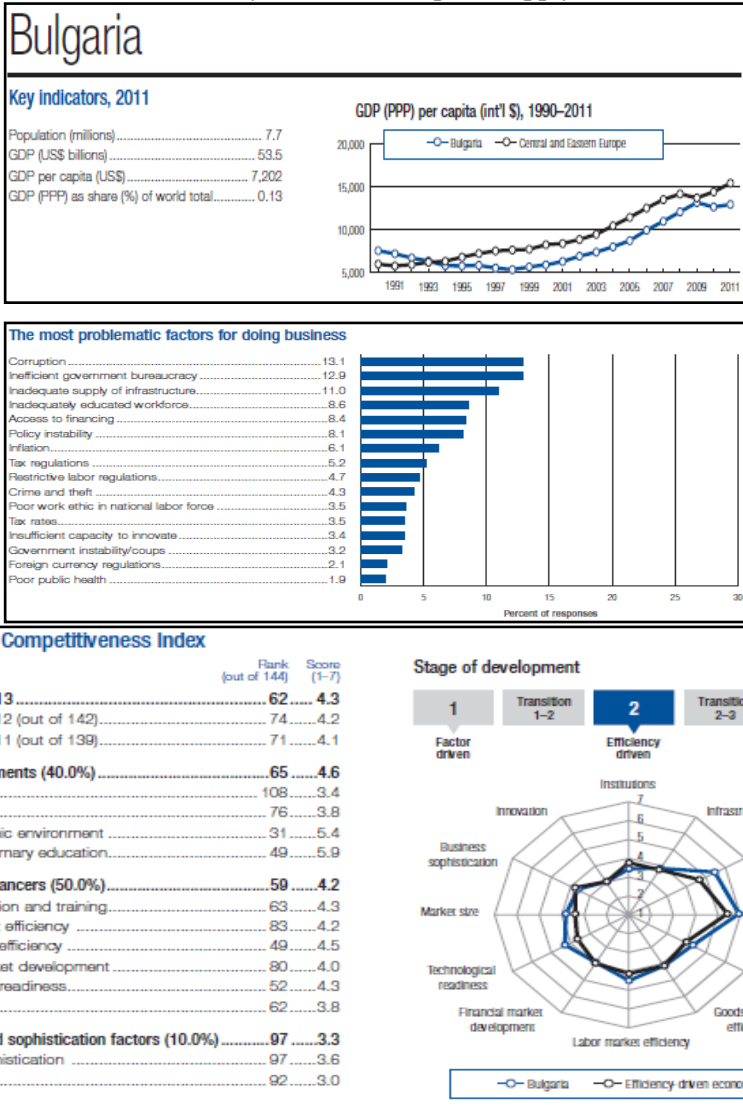 Bulgaria
Key indicators, 2011
Population (millions) 7.7
GDP (US$ billions) 53.5
GDP per capita (US$) 7,202
GDP (PPP) as share (%) of world total 0.13
GDP (PPP) per capita (int'l $), 1990–2011
Bulgaria Central and Eastern Europe
20,000
15,000
10,000
5,000
1991 1993 1995 1997 1999 2001 2003 2005 2007 2009 2011
The most problematic factors for doing business
Corruption 13.1
Inefficient government bureaucracy 12.9
Inadequate supply of infrastructure 11.0
Inadequately educated workforce 8.6
Access to financing 8.4
Policy instability 8.1
Inflation 6.1
Tax regulations 5.2
Restrictive labor regulations 4.7
Crime and theft 4.3
Poor work ethic in national labor force 3.5
Tax rates 3.5
Insufficient capacity to innovate 3.4
Government instability/coups 3.2
Foreign currency regulations 2.1
Poor public health 1.9
0 5 10 15 20 25 30
Percent of responses
Competitiveness Index
Rank Score
(out of 144) (1–7)
13 62 4.3
12 (out of 142) 74 4.2
11 (out of 139) 71 4.1
ments (40.0%) 65 4.6
108 3.4
76 3.8
ic environment 31 5.4
mary education 49 5.9
ancers (50.0%) 59 4.2
ion and training 63 4.3
efficiency 83 4.2
efficiency 49 4.5
et development 80 4.0
readiness 52 4.3
62 3.8
d sophistication factors (10.0%) 97 3.3
histication 97 3.6
92 3.0
Stage of development
1
Transition
1–2
2
Transitio
2–3
Factor
driven
Efficiency
driven
Institutions
Infrast
Innovation
Business
sophistication
Market size
Technological
readiness
Financial market
development
Labor market efficiency
Goods
effi
7
6
5
4
3
2
1
Bulgaria Efficiency-driven econo